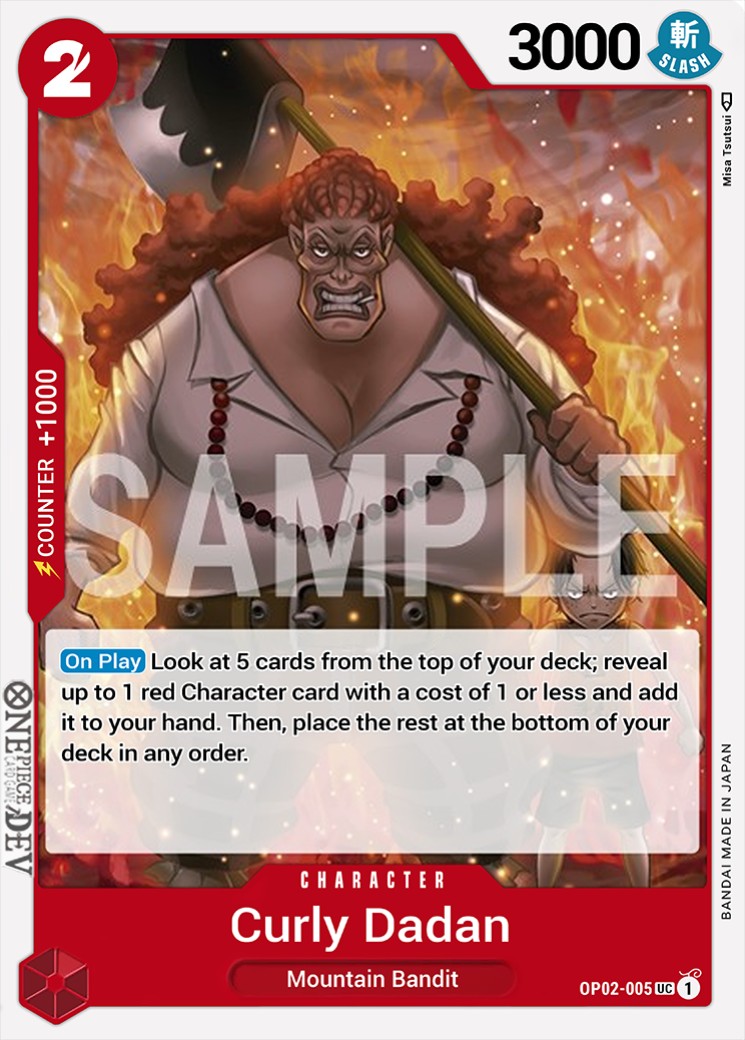 2
3000
斬
SLASH
Misa Tsutsui
COUNTER +1000
SAMPLE
On Play Look at 5 cards from the top of your deck; reveal
up to 1 red Character card with a cost of 1 or less and add
it to your hand. Then, place the rest at the bottom of your
deck in any order.
ONE PIECE
CARD GAME
DEV
BANDAI MADE IN JAPAN
CHARACTER
Curly Dadan
Mountain Bandit
OP02-005 UC 1